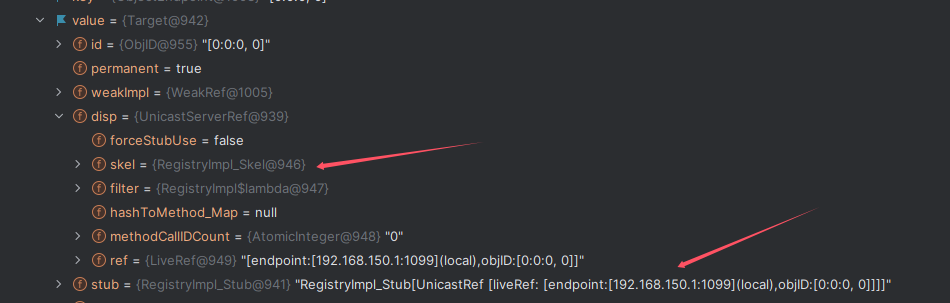 value = {Target@942}
id = {ObjID@955} "[0:0:0, 0]"
permanent = true
weakImpl = {WeakRef@1005}
disp = {UnicastServerRef@939}
forceStubUse = false
skel = {RegistryImpl_Skel@946}
filter = {RegistryImpl$lambda@947}
hashToMethod_Map = null
methodCallIDCount = {AtomicInteger@948} "0"
ref = {LiveRef@949} "[endpoint:[192.168.150.1:1099](local),objID:[0:0:0, 0]]"
stub = {RegistryImpl_Stub@941} "RegistryImpl_Stub[UnicastRef [liveRef: [endpoint:[192.168.150.1:1099](local),objID:[0:0:0, 0]]]]"